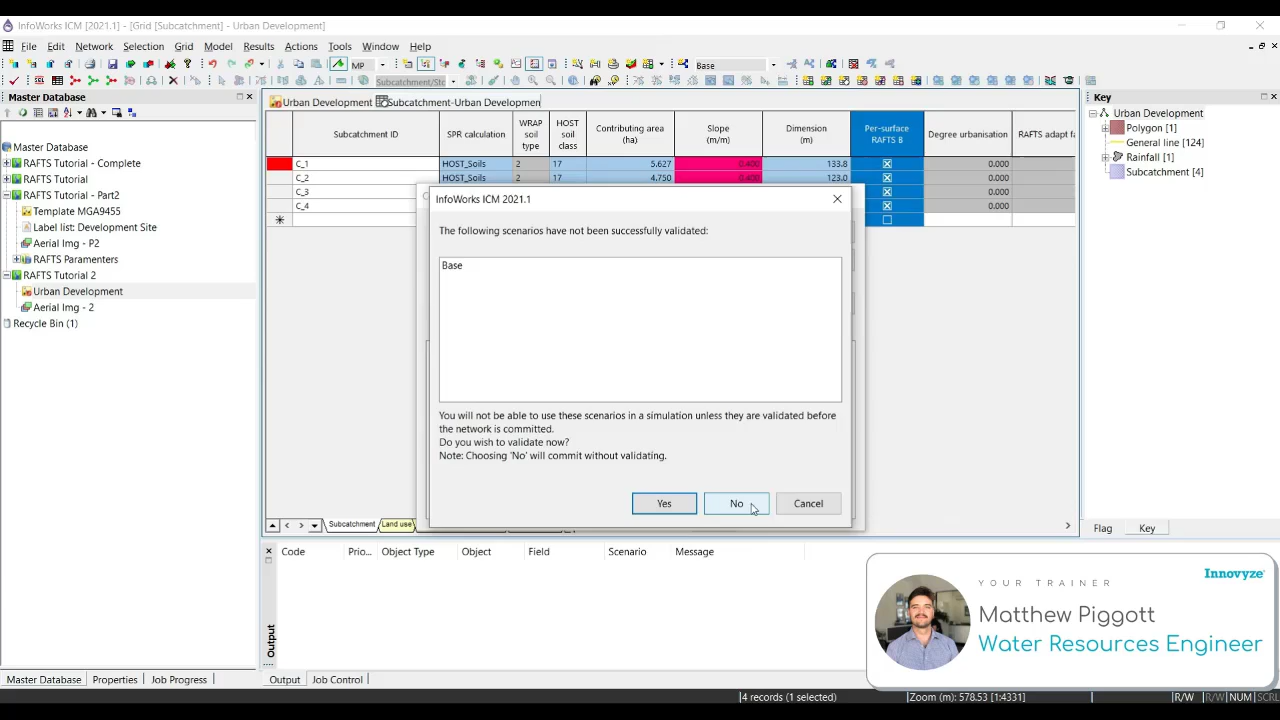 InfoWorks ICM [2021.1] - [Grid [Subcatchment] - Urban Development]
File Edit Network Selection Grid Model Results Actions Tools Window Help
MP
Base
Subcatchment/Stc
Master Database
Master Database
RAFTS Tutorial - Complete
RAFTS Tutorial
RAFTS Tutorial - Part2
Template MGA9455
Label list: Development Site
Aerial Img - P2
RAFTS Paramenters
RAFTS Tutorial 2
Urban Development
Aerial Img - 2
Recycle Bin (1)
Master Database Properties Job Progress
Urban Development Subcatchment-Urban Developmen
Subcatchment ID SPR calculation WRAP soil type HOST soil class Contributing area (ha) Slope (m/m) Dimension (m) Per-surface RAFTS B Degree urbanisation RAFTS adapt fa
C_1 HOST_Soils 2 17 5.627 0.400 133.8 0.000
C_2 HOST_Soils 2 17 4.750 0.400 123.0 0.000
C_3 0.000
C_4 0.000
InfoWorks ICM 2021.1
The following scenarios have not been successfully validated:
Base
You will not be able to use these scenarios in a simulation unless they are validated before
the network is committed.
Do you wish to validate now?
Note: Choosing 'No' will commit without validating.
Yes No Cancel
Subcatchment Land use
Key
Urban Development
Polygon [1]
General line [124]
Rainfall [1]
Subcatchment [4]
Flag Key
Code Prio... Object Type Object Field Scenario Message
Output
Output Job Control
Innovyze
YOUR TRAINER
Matthew Piggott
Water Resources Engineer
4 records (1 selected) Zoom (m): 578.53 [1:4331] R/W R/W NUM SCRL